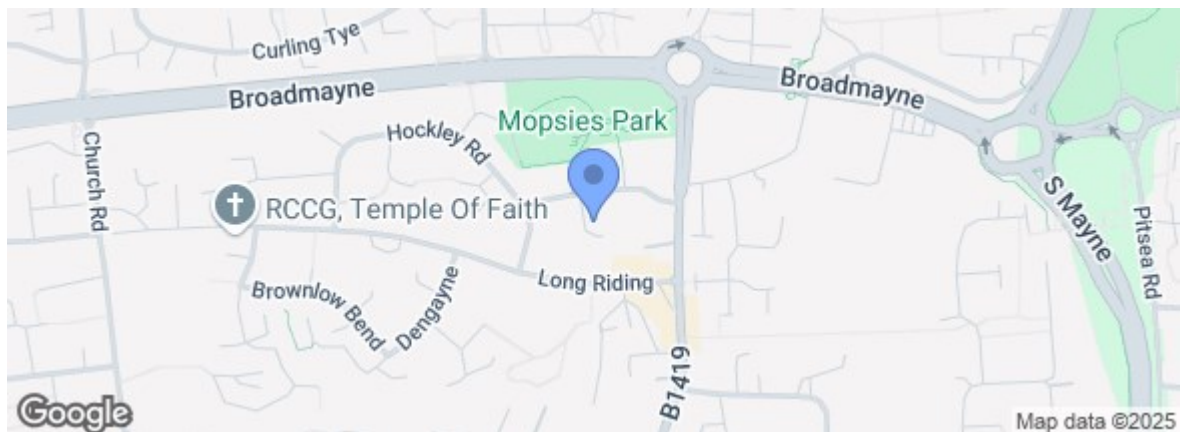 Curling Tye
Broadmayne
Broadmayne
Mopsies Park
Hockley Rd
Church Rd
RCCG, Temple Of Faith
S Mayne
Pitsea Rd
Long Riding
Brownlow Bend
Dengayne
B1419
Google
Map data ©2025